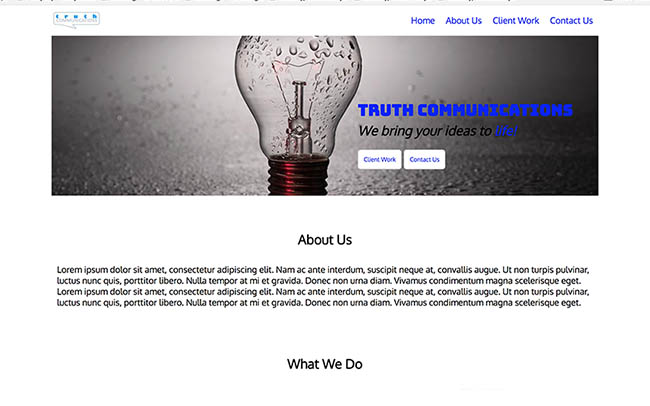 truth
COMMUNICATIONS
Home About Us Client Work Contact Us
TRUTH COMMUNICATIONS
We bring your ideas to life!
Client Work Contact Us
About Us
Lorem ipsum dolor sit amet, consectetur adipiscing elit. Nam ac ante interdum, suscipit neque at, convallis augue. Ut non turpis pulvinar,
luctus nunc quis, porttitor libero. Nulla tempor at mi et gravida. Donec non urna diam. Vivamus condimentum magna scelerisque eget.
Lorem ipsum dolor sit amet, consectetur adipiscing elit. Nam ac ante interdum, suscipit neque at, convallis augue. Ut non turpis pulvinar,
luctus nunc quis, porttitor libero. Nulla tempor at mi et gravida. Donec non urna diam. Vivamus condimentum magna scelerisque eget.
What We Do